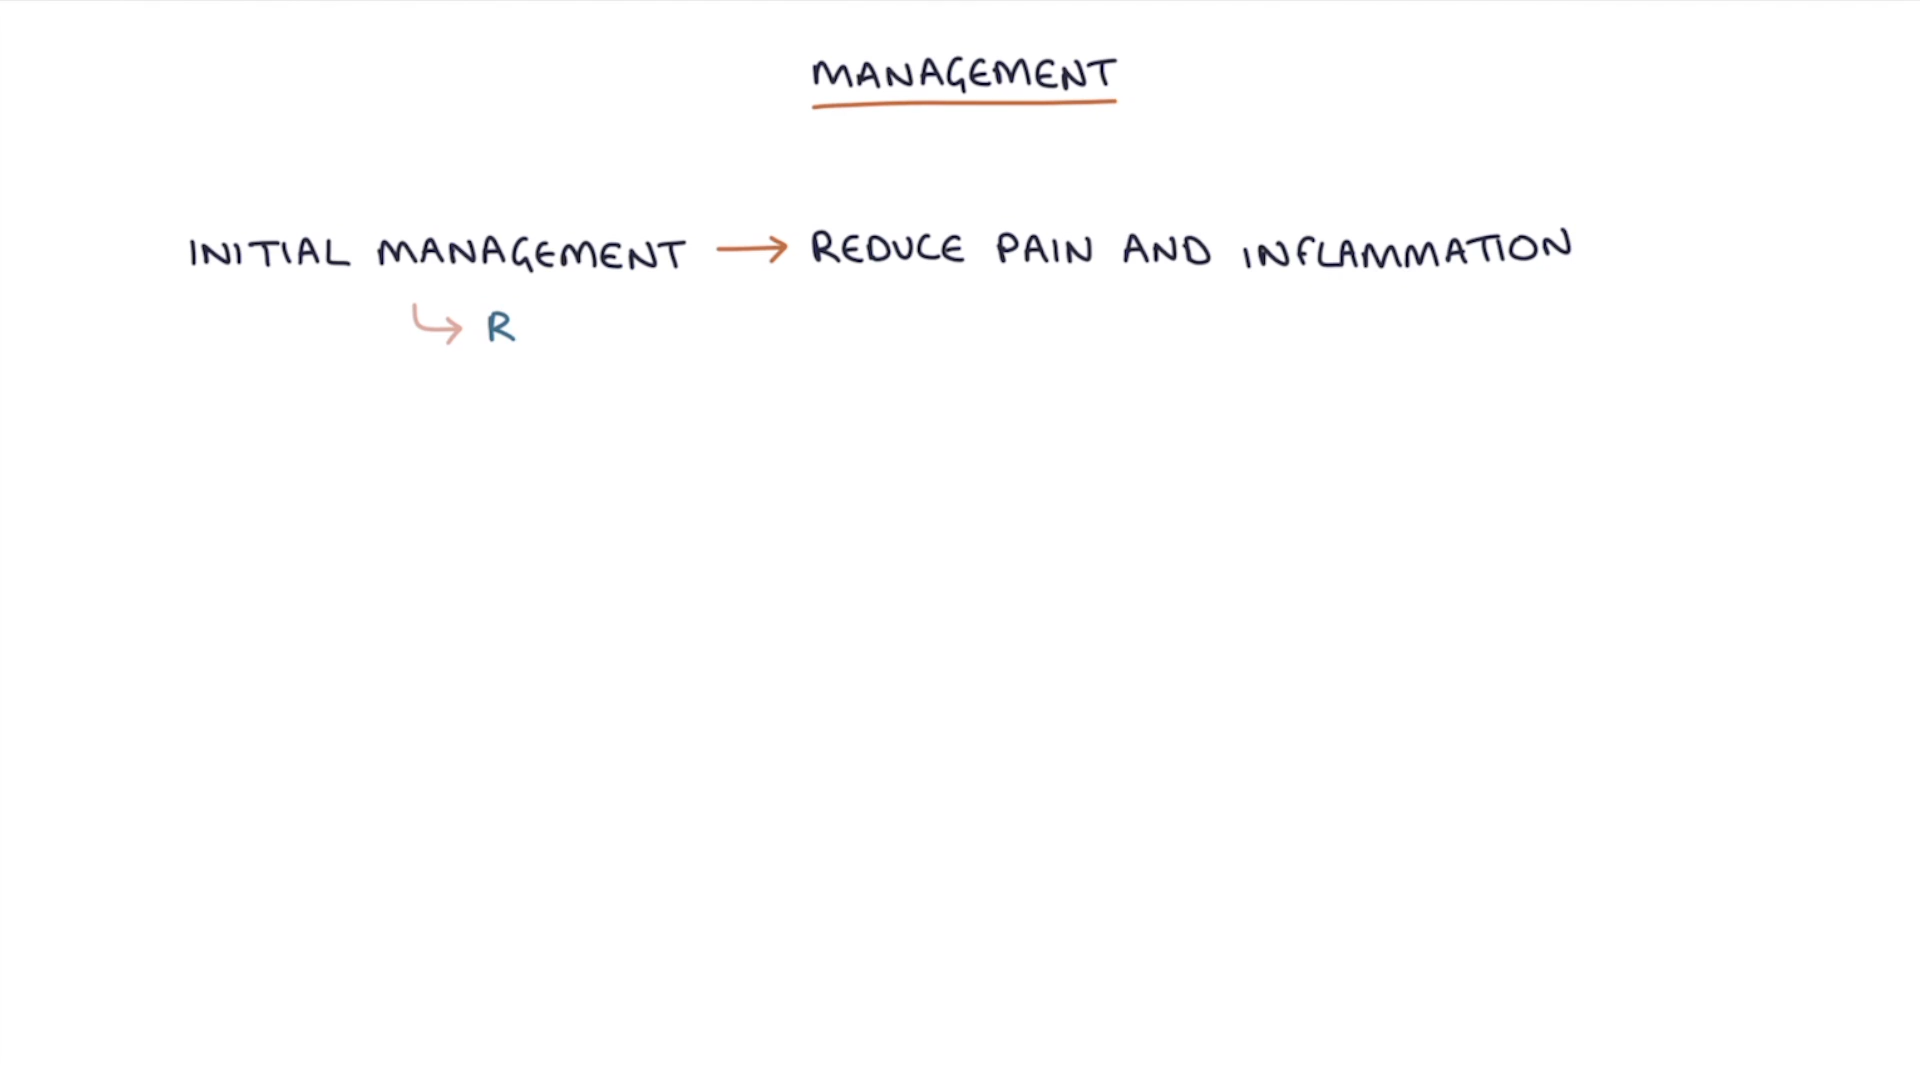 MANAGEMENT
INITIAL MANAGEMENT → REDUCE PAIN AND INFLAMMATION
↳ R